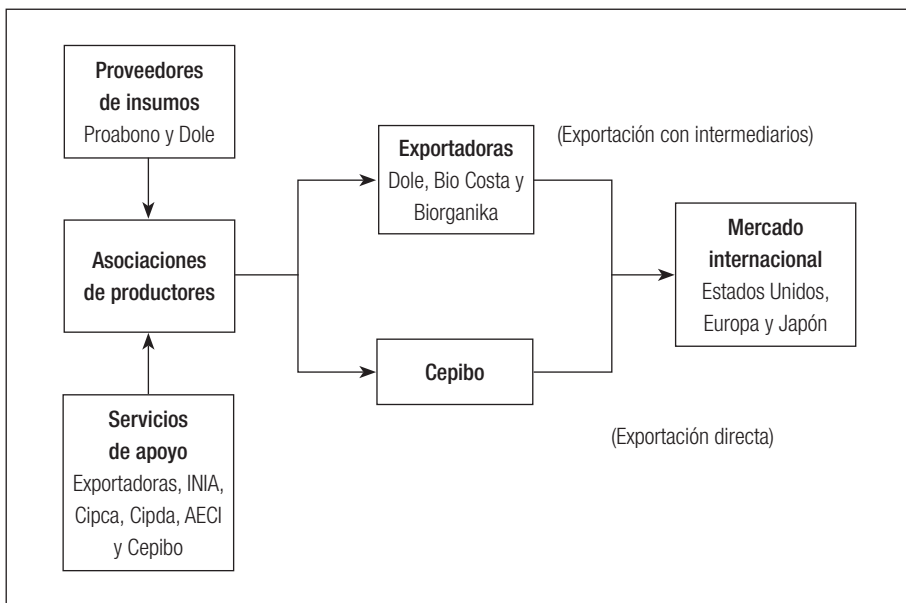 Proveedores
de insumos
Proabono y Dole
Asociaciones
de productores
Servicios
de apoyo
Exportadoras, INIA,
Cipca, Cipda, AECI
y Cepibo
Exportadoras
Dole, Bio Costa y
Biorganika
(Exportación con intermediarios)
Cepibo
(Exportación directa)
Mercado
internacional
Estados Unidos,
Europa y Japón